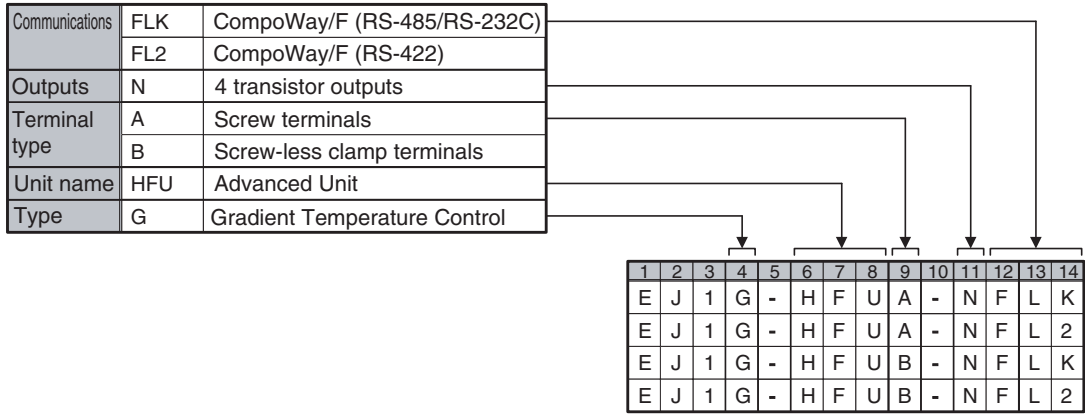 Communications FLK CompoWay/F (RS-485/RS-232C)
FL2 CompoWay/F (RS-422)
Outputs N 4 transistor outputs
Terminal type A Screw terminals
B Screw-less clamp terminals
Unit name HFU Advanced Unit
Type G Gradient Temperature Control
1 2 3 4 5 6 7 8 9 10 11 12 13 14
E J 1 G - H F U A - N F L K
E J 1 G - H F U A - N F L 2
E J 1 G - H F U B - N F L K
E J 1 G - H F U B - N F L 2